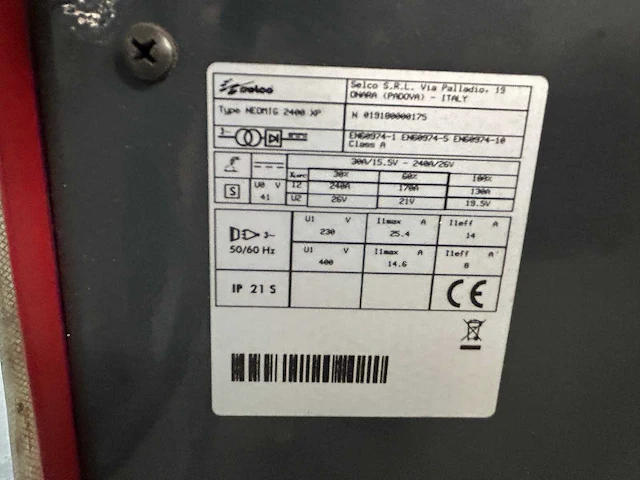 Selco
Selco S.R.L. Via Palladio, 19
ONARA (PADOVA) - ITALY
Type NEOMIG 2400 XP
N 019180000175
3~
EN60974-1 EN60974-5 EN60974-10
Class A
30A/15.5V - 240A/26V
X(40°C) 30% 60% 100%
S U0 V I2 240A 170A 130A
41 U2 26V 21V 19.5V
3~
50/60 Hz
U1 V I1max A I1eff A
230 25.4 14
U1 V I1max A I1eff A
400 14.6 8
IP 21 S
CE